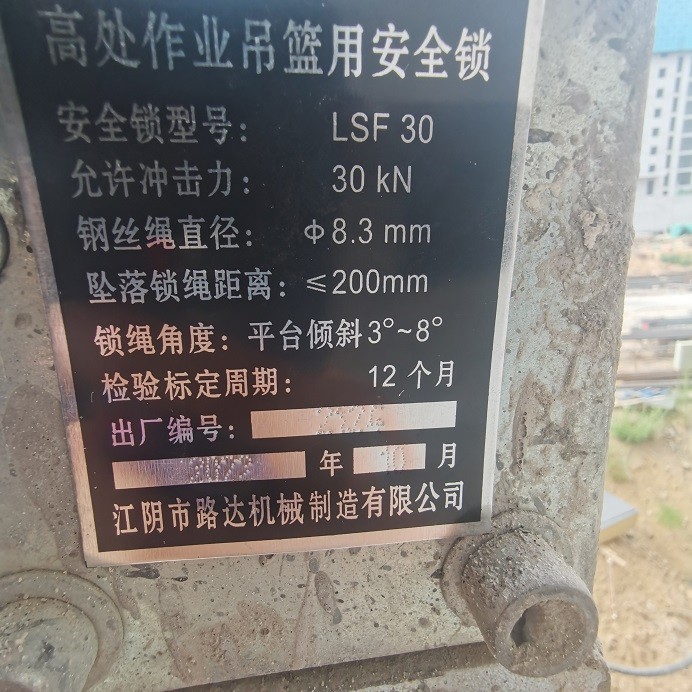 高处作业吊篮用安全锁
安全锁型号： LSF 30
允许冲击力： 30 kN
钢丝绳直径： Φ8.3 mm
坠落锁绳距离：≤200mm
锁绳角度：平台倾斜3°~8°
检验标定周期： 12 个月
出厂编号：
年 10 月
江阴市路达机械制造有限公司